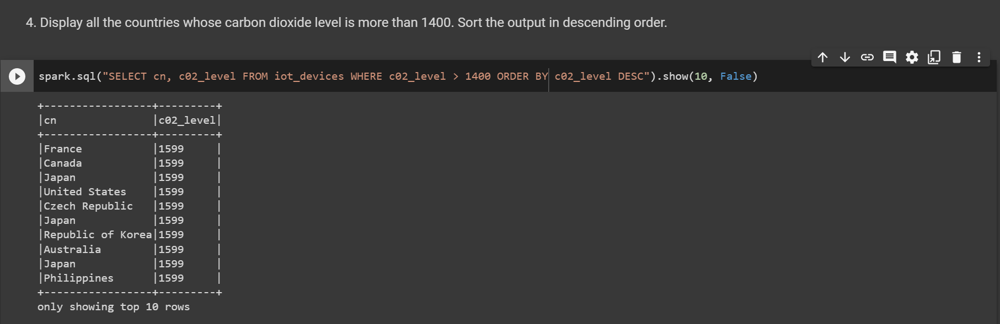 4. Display all the countries whose carbon dioxide level is more than 1400. Sort the output in descending order.
spark.sql("SELECT cn, c02_level FROM iot_devices WHERE c02_level > 1400 ORDER BY c02_level DESC").show(10, False)
+-----------------+---------+
|cn               |c02_level|
+-----------------+---------+
|France           |1599     |
|Canada           |1599     |
|Japan            |1599     |
|United States    |1599     |
|Czech Republic   |1599     |
|Japan            |1599     |
|Republic of Korea|1599     |
|Australia        |1599     |
|Japan            |1599     |
|Philippines      |1599     |
+-----------------+---------+
only showing top 10 rows